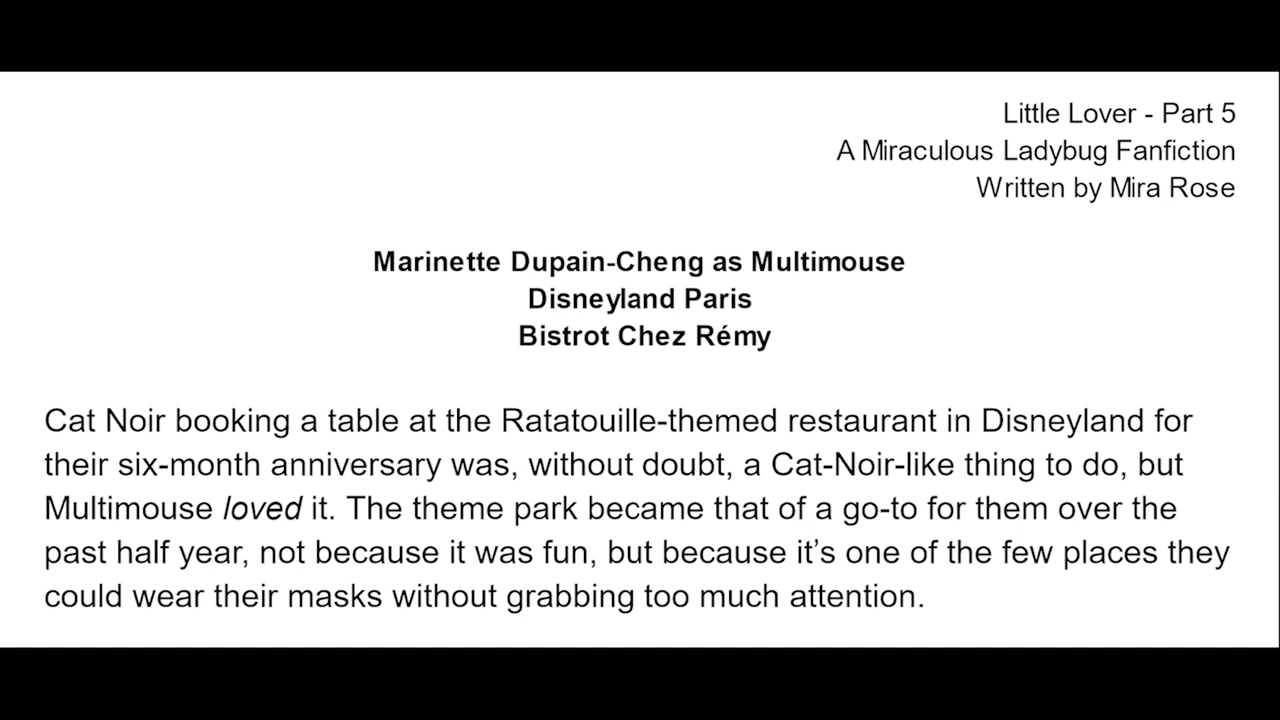 Little Lover - Part 5
A Miraculous Ladybug Fanfiction
Written by Mira Rose
Marinette Dupain-Cheng as Multimouse
Disneyland Paris
Bistrot Chez Rémy
Cat Noir booking a table at the Ratatouille-themed restaurant in Disneyland for
their six-month anniversary was, without doubt, a Cat-Noir-like thing to do, but
Multimouse loved it. The theme park became that of a go-to for them over the
past half year, not because it was fun, but because it’s one of the few places they
could wear their masks without grabbing too much attention.